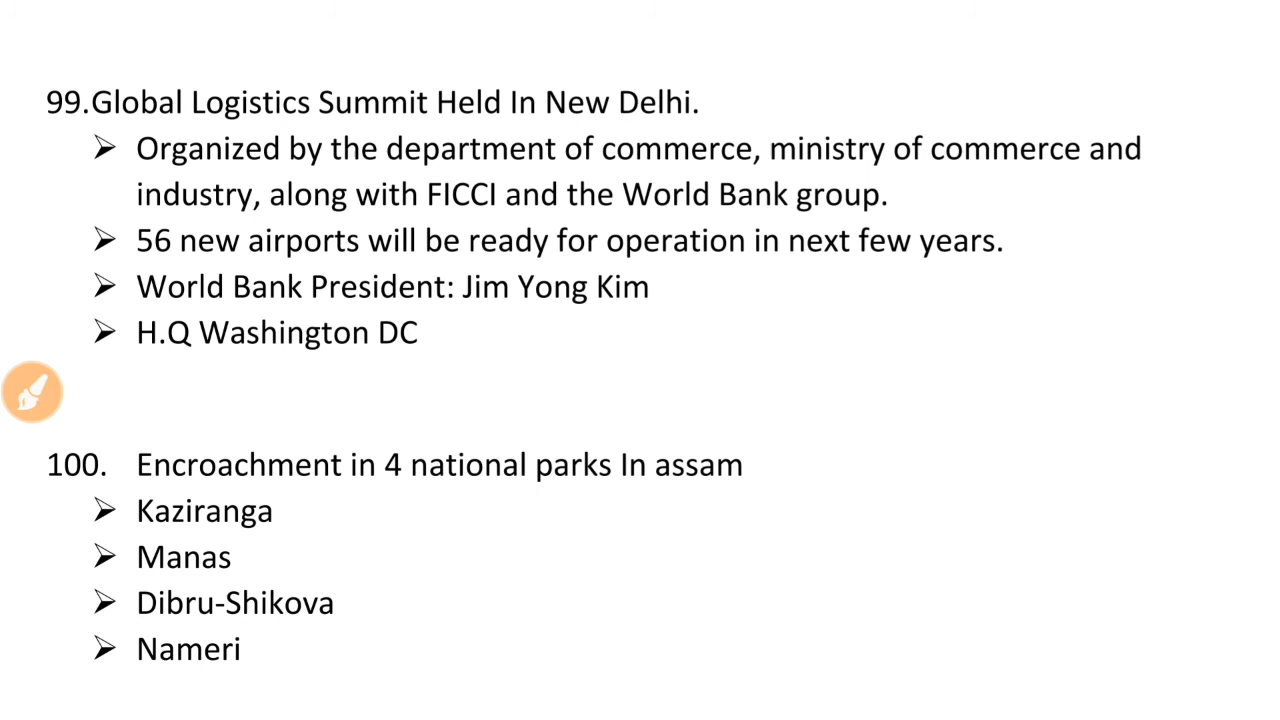 99.Global Logistics Summit Held In New Delhi.
➢ Organized by the department of commerce, ministry of commerce and
industry, along with FICCI and the World Bank group.
➢ 56 new airports will be ready for operation in next few years.
➢ World Bank President: Jim Yong Kim
➢ H.Q Washington DC
100. Encroachment in 4 national parks In assam
➢ Kaziranga
➢ Manas
➢ Dibru-Shikova
➢ Nameri